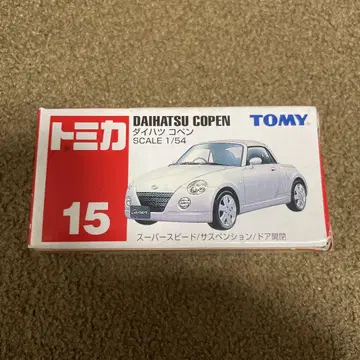 トミカ
15
DAIHATSU COPEN
ダイハツ コペン
SCALE 1/54
TOMY
Copen
スーパースピード/サスペンション/ドア開閉